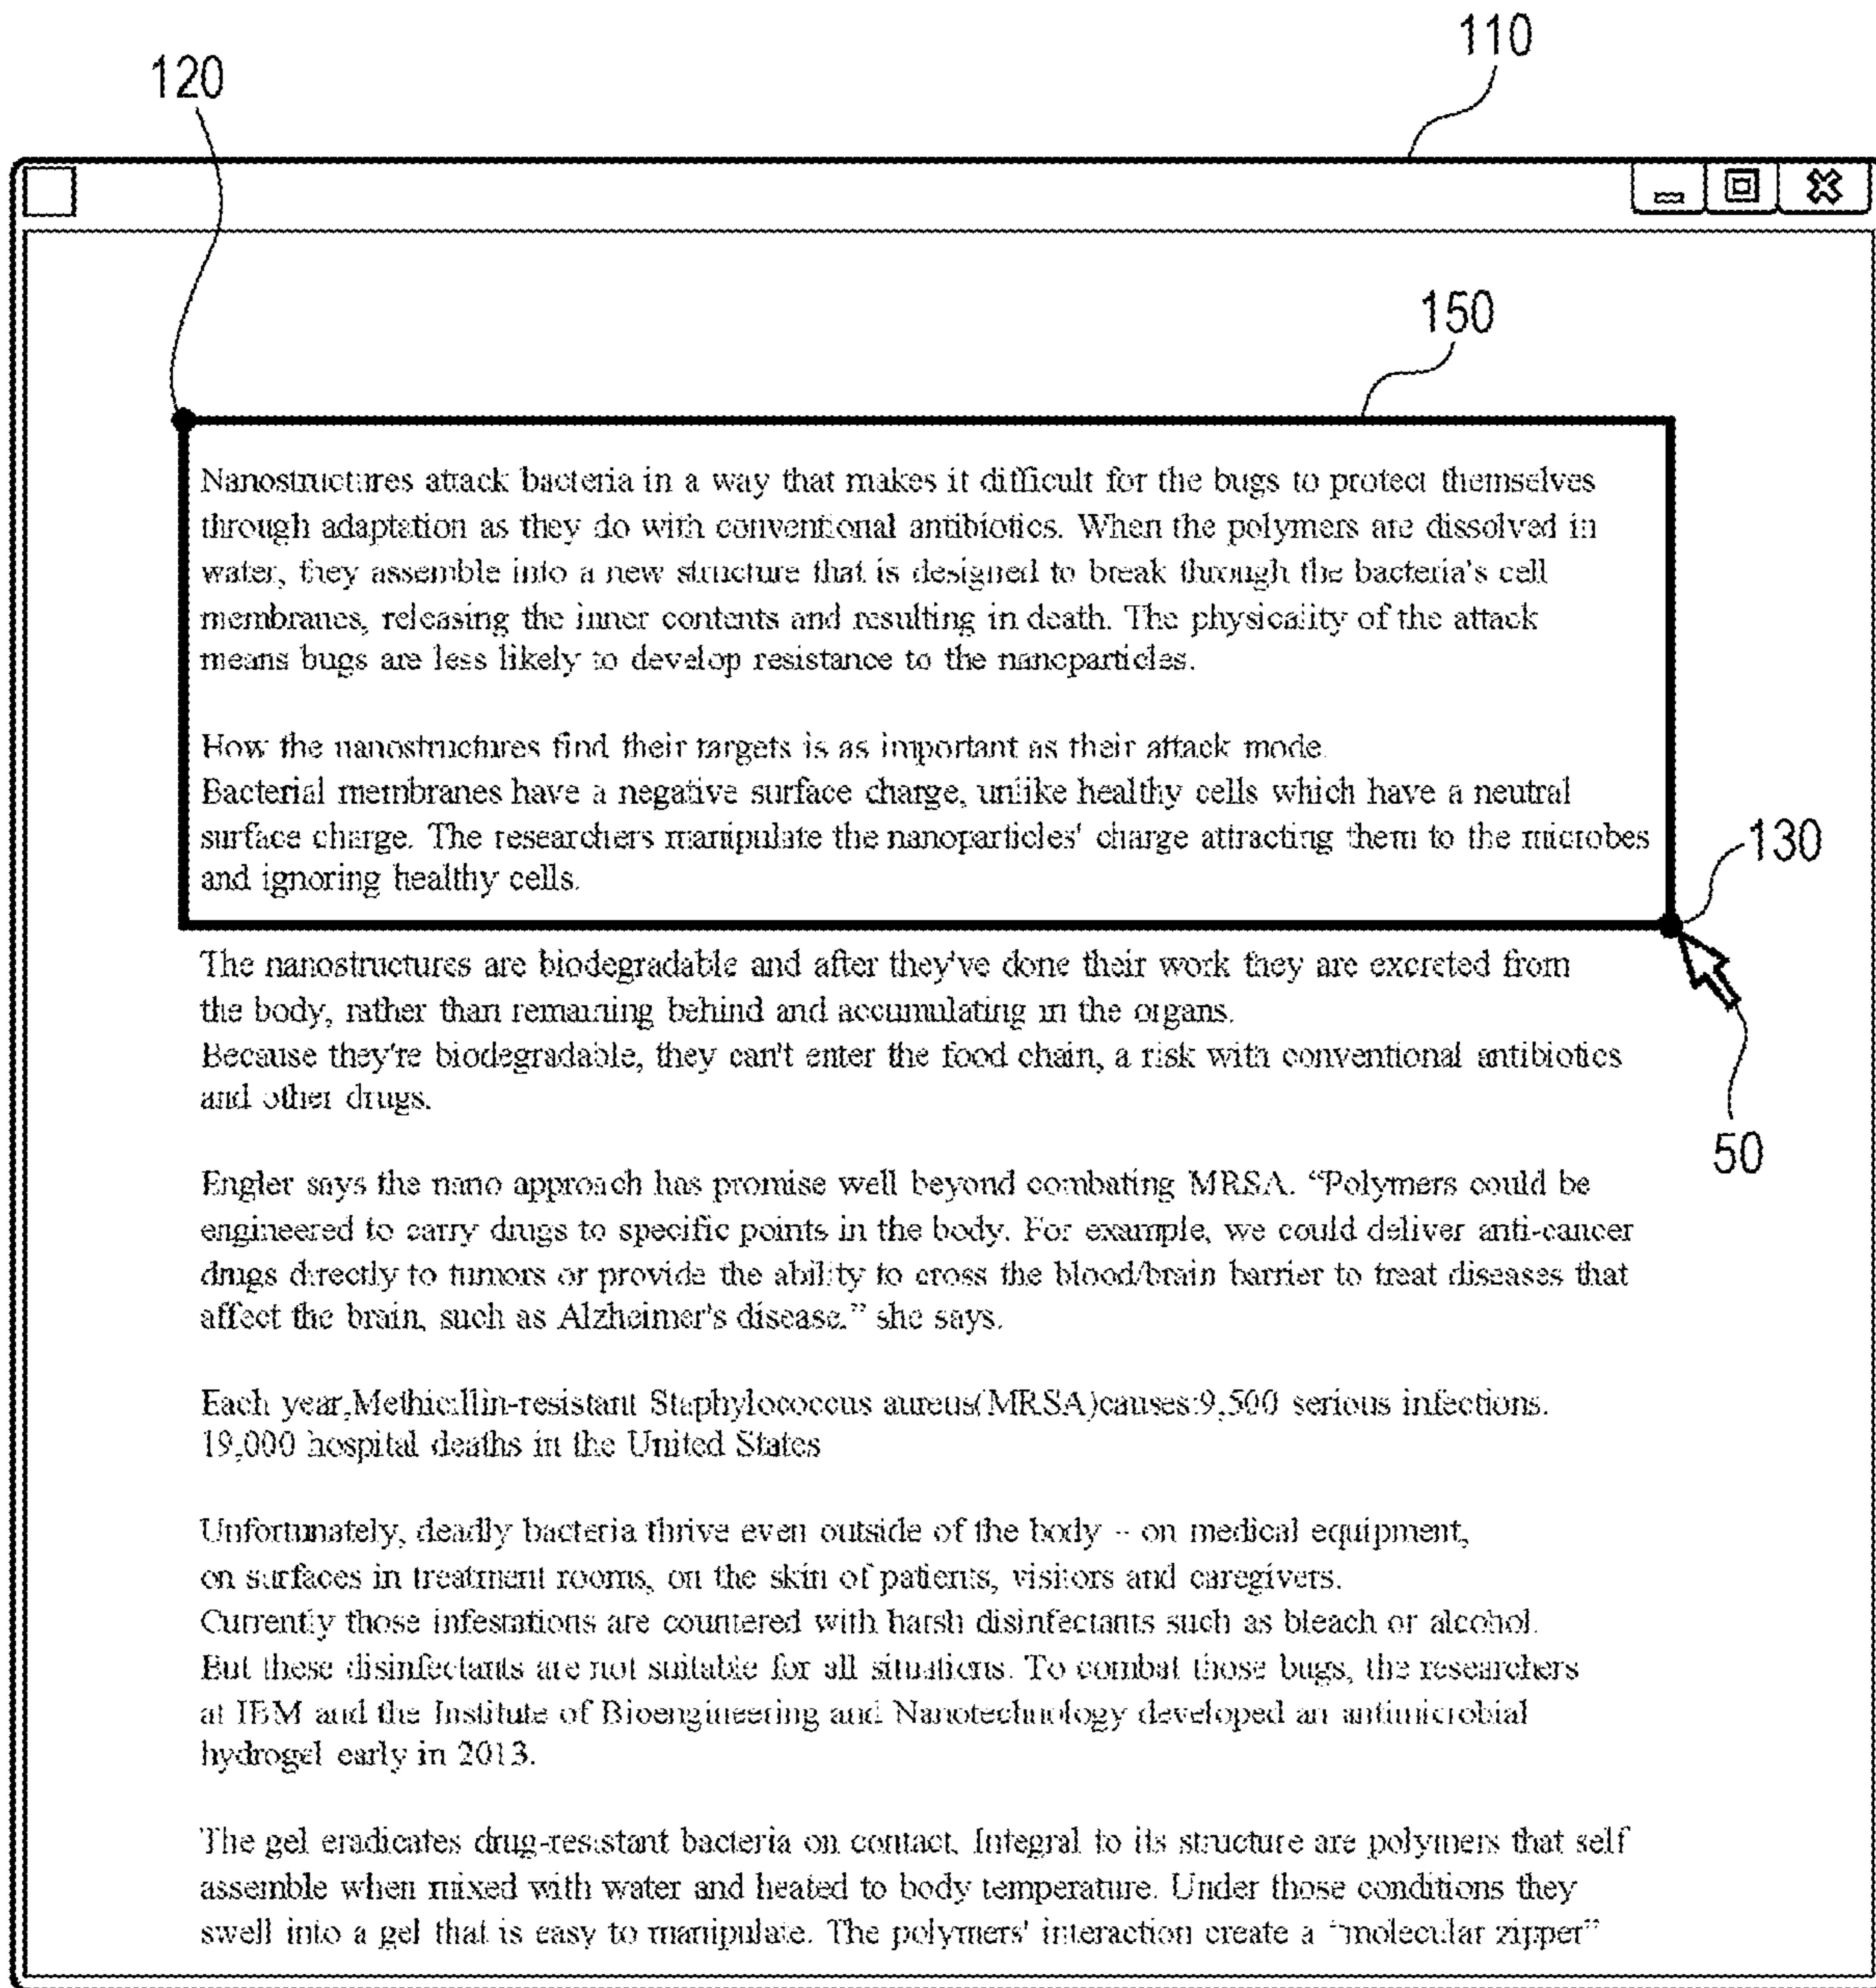 110
120
150
Nanostructures attack bacteria in a way that makes it difficult for the bugs to protect themselves
through adaptation as they do with conventional antibiotics. When the polymers are dissolved in
water, they assemble into a new structure that is designed to break through the bacteria's cell
membranes, releasing the inner contents and resulting in death. The physicality of the attack
means bugs are less likely to develop resistance to the nanoparticles.
How the nanostructures find their targets is as important as their attack mode.
Bacterial membranes have a negative surface charge, unlike healthy cells which have a neutral
surface charge. The researchers manipulate the nanoparticles' charge attracting them to the microbes
and ignoring healthy cells.
130
The nanostructures are biodegradable and after they've done their work they are excreted from
the body, rather than remaining behind and accumulating in the organs.
Because they're biodegradable, they can't enter the food chain, a risk with conventional antibiotics
and other drugs.
50
Engler says the nano approach has promise well beyond combating MRSA. “Polymers could be
engineered to carry drugs to specific points in the body. For example, we could deliver anti-cancer
drugs directly to tumors or provide the ability to cross the blood/brain barrier to treat diseases that
affect the brain, such as Alzheimer's disease.” she says.
Each year,Methicillin-resistant Staphylococcus aureus(MRSA)causes:9,500 serious infections.
19,000 hospital deaths in the United States
Unfortunately, deadly bacteria thrive even outside of the body -- on medical equipment,
on surfaces in treatment rooms, on the skin of patients, visitors and caregivers.
Currently those infestations are countered with harsh disinfectants such as bleach or alcohol.
But these disinfectants are not suitable for all situations. To combat those bugs, the researchers
at IBM and the Institute of Bioengineering and Nanotechnology developed an antimicrobial
hydrogel early in 2013.
The gel eradicates drug-resistant bacteria on contact. Integral to its structure are polymers that self
assemble when mixed with water and heated to body temperature. Under those conditions they
swell into a gel that is easy to manipulate. The polymers' interaction create a “molecular zipper”